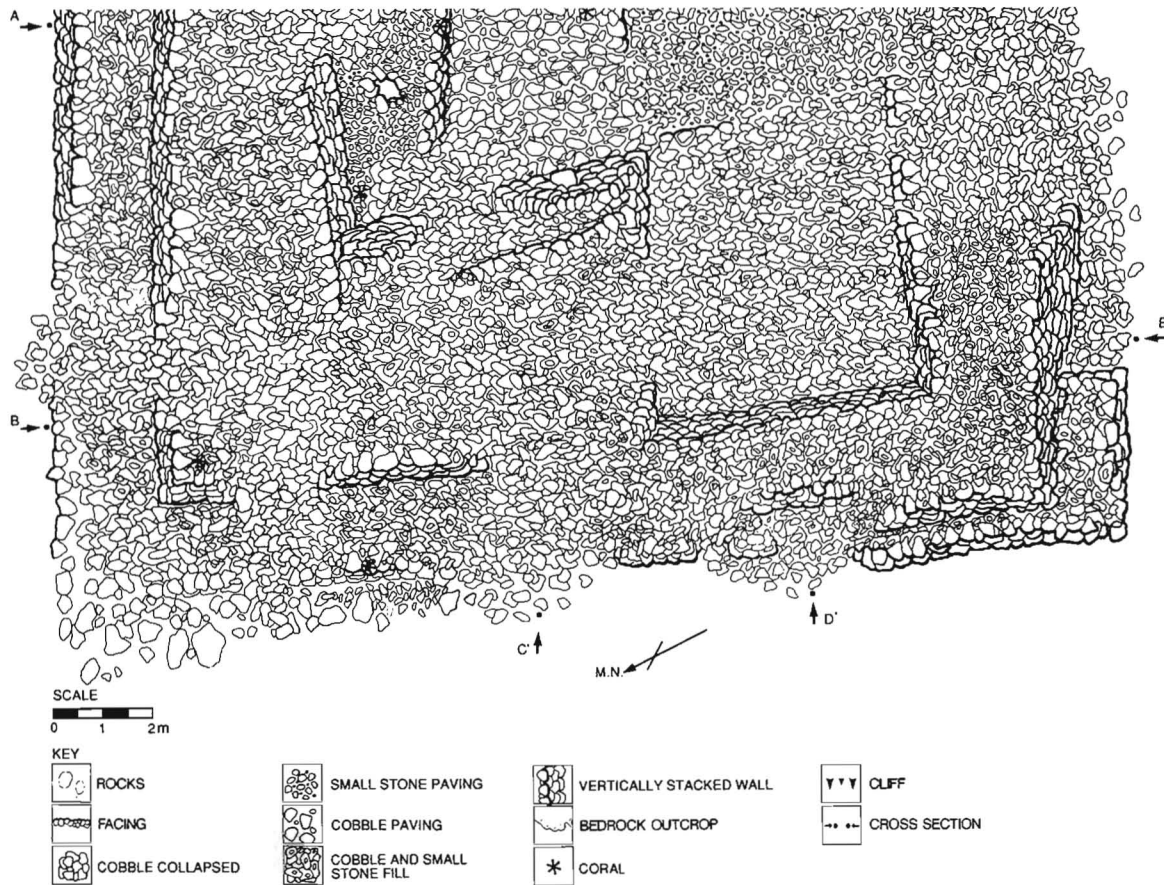 A
B
E
C'
D'
M.N.
SCALE
0 1 2m
KEY
ROCKS
FACING
COBBLE COLLAPSED
SMALL STONE PAVING
COBBLE PAVING
COBBLE AND SMALL
STONE FILL
VERTICALLY STACKED WALL
BEDROCK OUTCROP
CORAL
CLIFF
CROSS SECTION